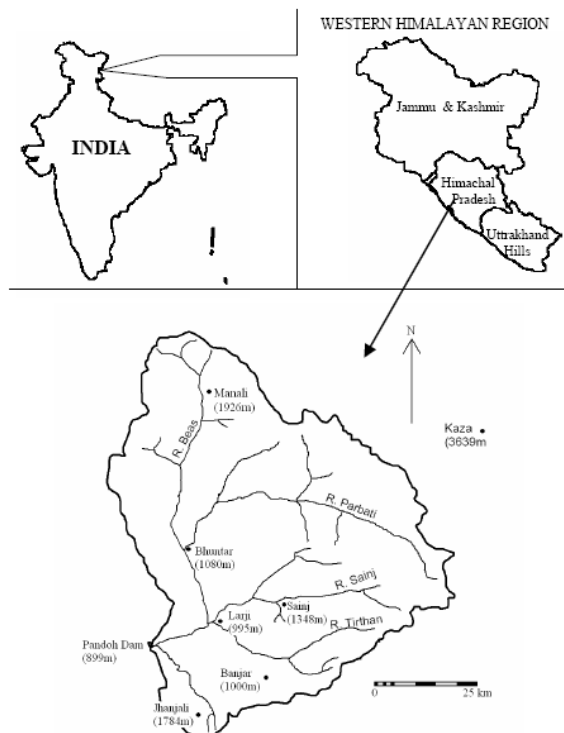 WESTERN HIMALAYAN REGION
INDIA
Jammu & Kashmir
Himachal
Pradesh
Uttrakhand
Hills
N
Manali
(1926m)
Kaza
(3639m
R. Beas
R. Parbati
Bhuntar
(1080m)
R. Sainj
Sainj
(1348m)
Larji
(995m)
R. Tirthan
Pandoh Dam
(899m)
Banjar
(1000m)
Jhanjali
(1784m)
0 25 km